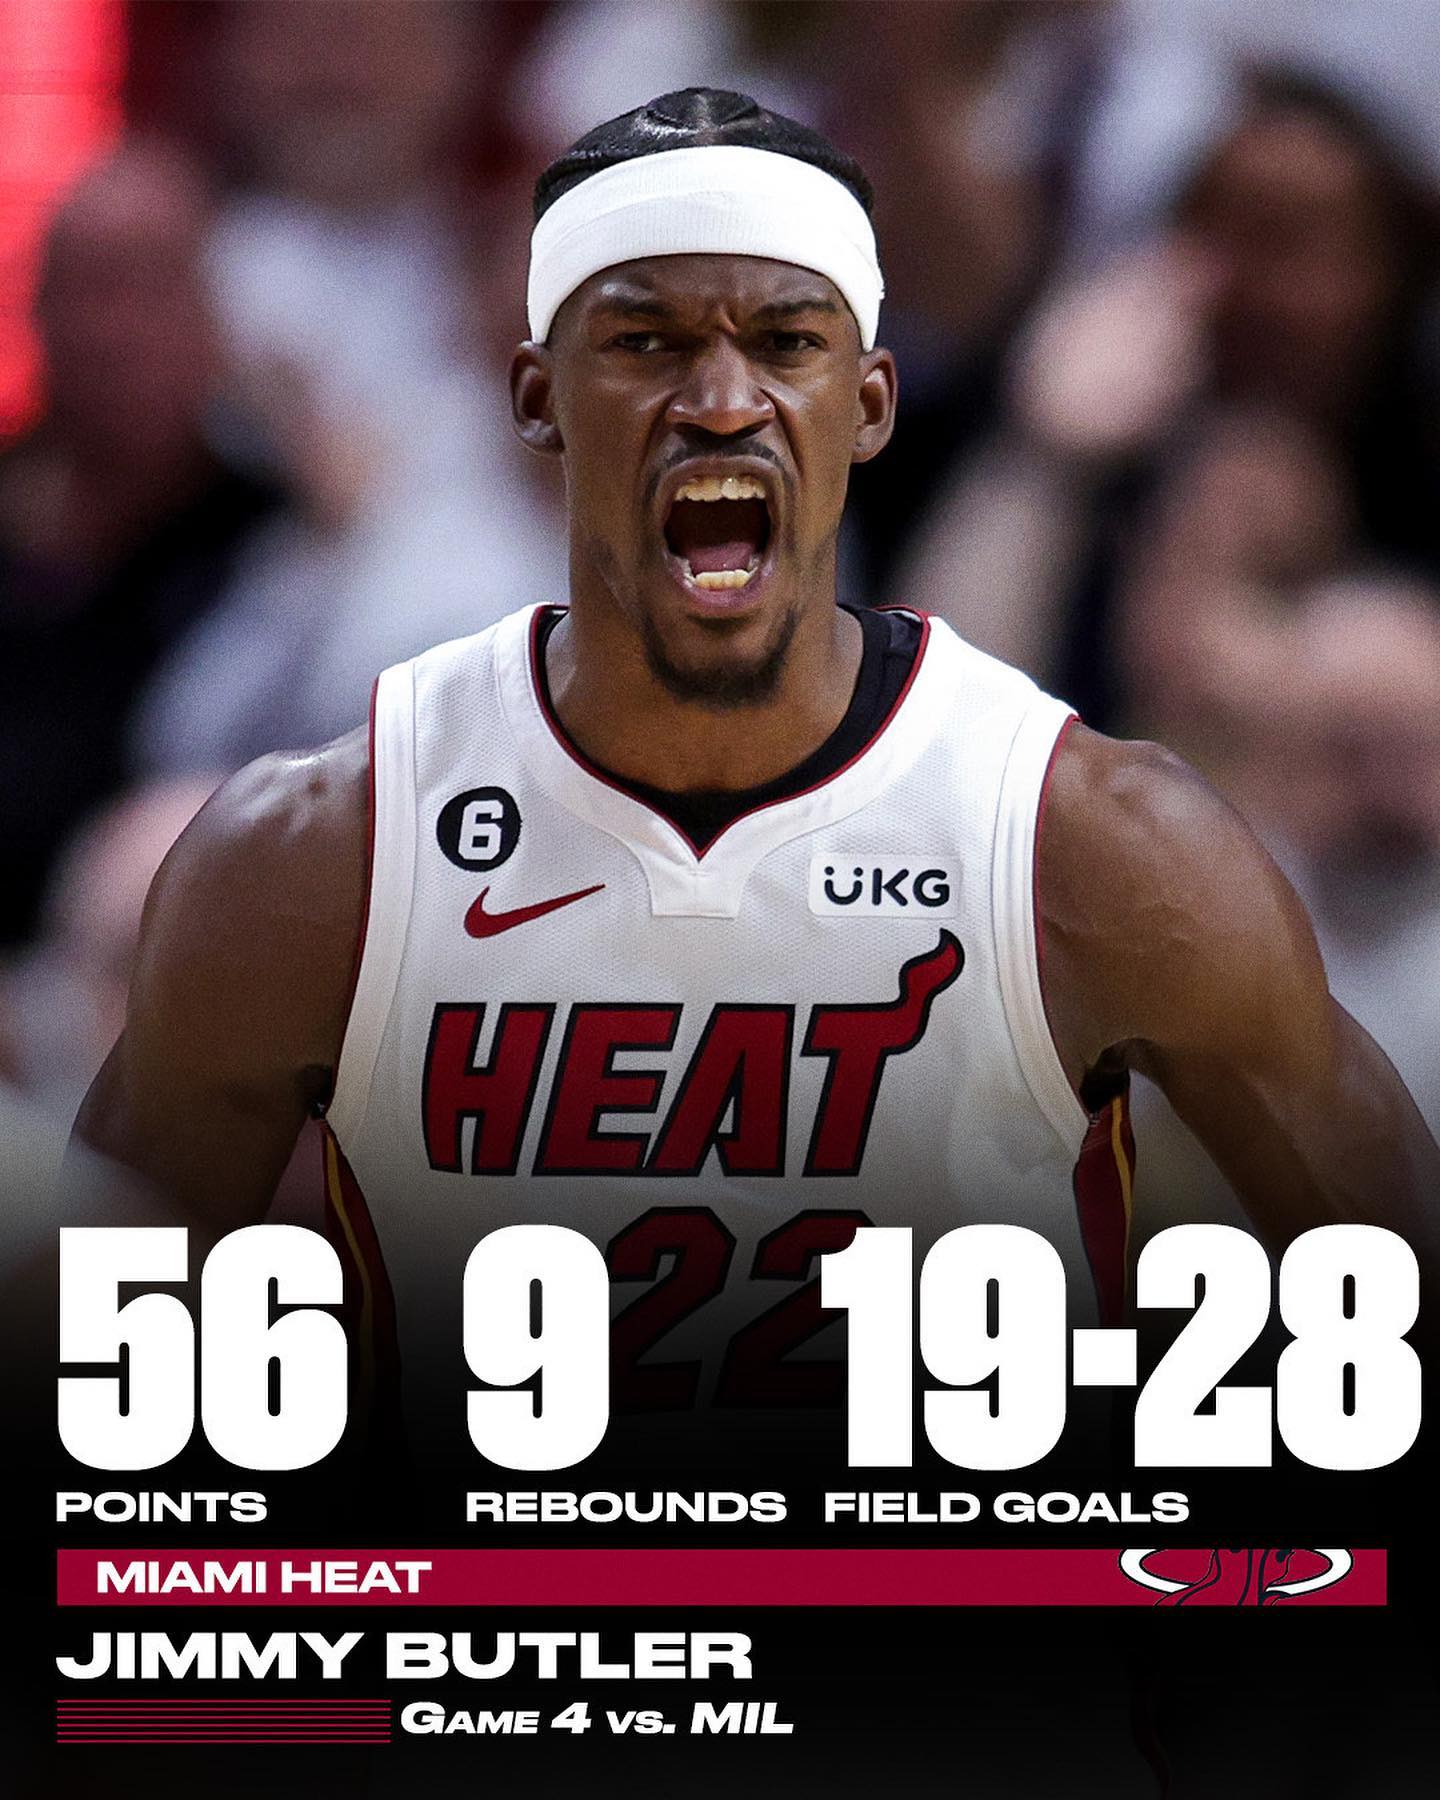 6
UKG
HEAT
22
56 9 19-28
POINTS REBOUNDS FIELD GOALS
MIAMI HEAT
JIMMY BUTLER
GAME 4 VS. MIL